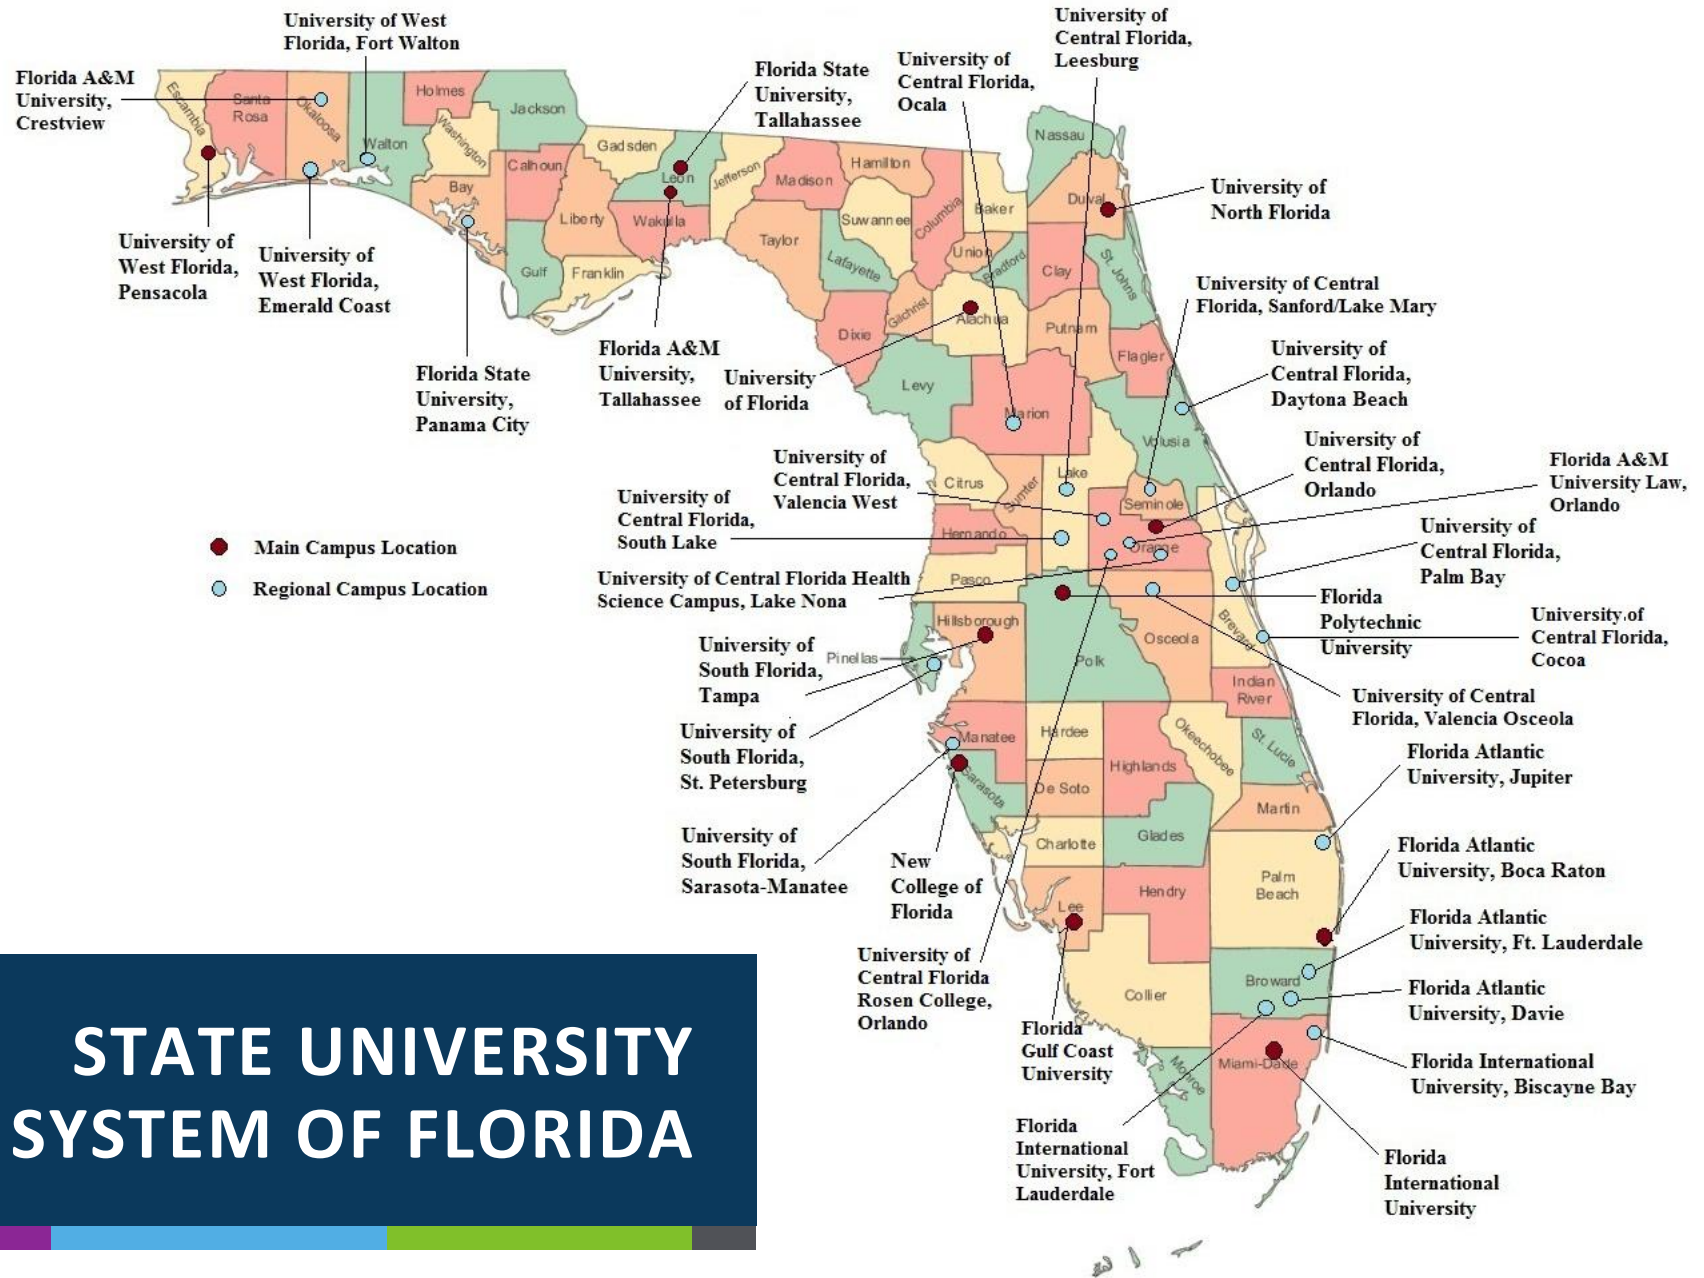 University of West
Florida, Fort Walton
Florida A&M
University,
Crestview
Florida State
University,
Tallahassee
University of
Central Florida,
Ocala
University of
Central Florida,
Leesburg
University of
North Florida
University of
West Florida,
Pensacola
University of
West Florida,
Emerald Coast
Florida State
University,
Panama City
Florida A&M
University,
Tallahassee
University
of Florida
University of Central
Florida, Sanford/Lake Mary
University of
Central Florida,
Daytona Beach
University of
Central Florida,
Orlando
Florida A&M
University Law,
Orlando
University of
Central Florida,
Valencia West
University of
Central Florida,
South Lake
University of Central Florida Health
Science Campus, Lake Nona
University of
Central Florida,
Palm Bay
Florida
Polytechnic
University
University.of
Central Florida,
Cocoa
University of
South Florida,
Tampa
University of Central
Florida, Valencia Osceola
University of
South Florida,
St. Petersburg
Florida Atlantic
University, Jupiter
University of
South Florida,
Sarasota-Manatee
New
College of
Florida
Florida Atlantic
University, Boca Raton
Florida Atlantic
University, Ft. Lauderdale
University of
Central Florida
Rosen College,
Orlando
Florida Atlantic
University, Davie
Florida
Gulf Coast
University
Florida International
University, Biscayne Bay
Florida
International
University, Fort
Lauderdale
Florida
International
University
Main Campus Location
Regional Campus Location
Escambia
Santa
Rosa
Okaloosa
Walton
Holmes
Washington
Jackson
Bay
Calhoun
Gulf
Liberty
Gadsden
Franklin
Leon
Wakulla
Jefferson
Madison
Taylor
Hamilton
Suwannee
Lafayette
Columbia
Baker
Nassau
Duval
Union
Bradford
Clay
St. Johns
Gilchrist
Dixie
Alachua
Putnam
Flagler
Levy
Marion
Volusia
Citrus
Sumter
Lake
Seminole
Hernando
Orange
Pasco
Pinellas
Hillsborough
Polk
Osceola
Brevard
Indian
River
Manatee
Hardee
Highlands
Okeechobee
St. Lucie
Sarasota
De Soto
Martin
Charlotte
Glades
Palm
Beach
Lee
Hendry
Collier
Broward
Monroe
Miami-Dade
STATE UNIVERSITY
SYSTEM OF FLORIDA